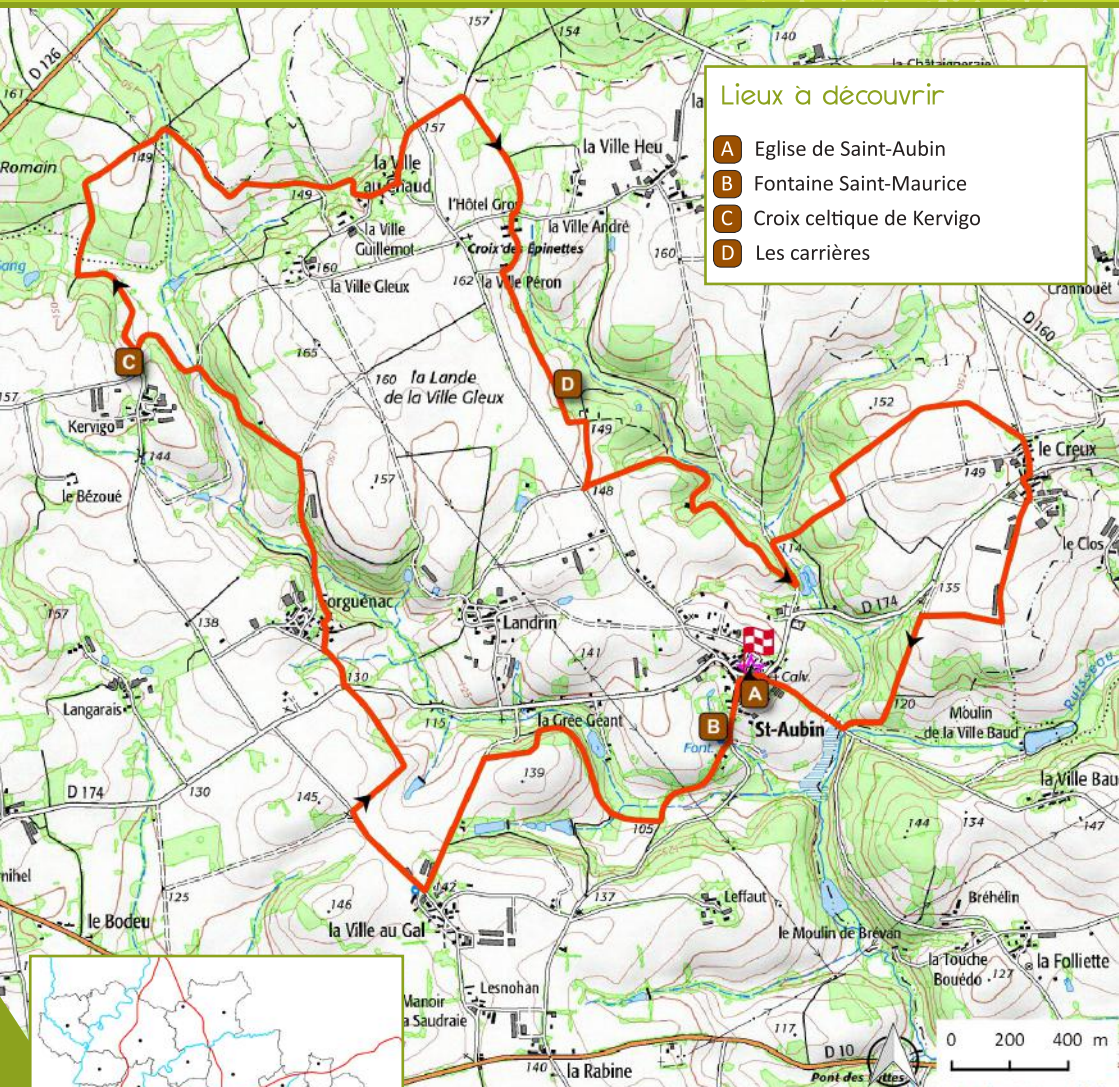 157
154
140
D 126
161
150
la Châtaigneraie
Lieux à découvrir
A Eglise de Saint-Aubin
B Fontaine Saint-Maurice
C Croix celtique de Kervigo
D Les carrières
157
149
la Ville Heu
Romain
149
l'Hôtel Gros
la Ville
Guillemot
la Ville André
Croix des Epinettes
160
160
la Ville Gleux
162
la Ville Péron
Crannouët
D 160
165
C
D
157
160
la Lande
de la Ville Gleux
152
150
Kervigo
149
le Creux
144
149
157
148
le Bézoué
160
114
le Clos
135
D 174
167
138
Forguénac
Landrin
141
130
A
Calv.
Langarais
125
115
la Grée Géant
B
St-Aubin
120
Moulin
de la Ville Baud
Ruisseau
Font.
139
D 174
130
145
105
la Ville Bau
144
134
147
142
125
146
137
Leffaut
Bréhélin
le Bodeu
la Ville au Gal
le Moulin de Brévan
la Touche
Bouédo
127
la Folliette
Lesnohan
Manoir
a Saudraie
117
0 200 400 m
D 10
140
la Rabine